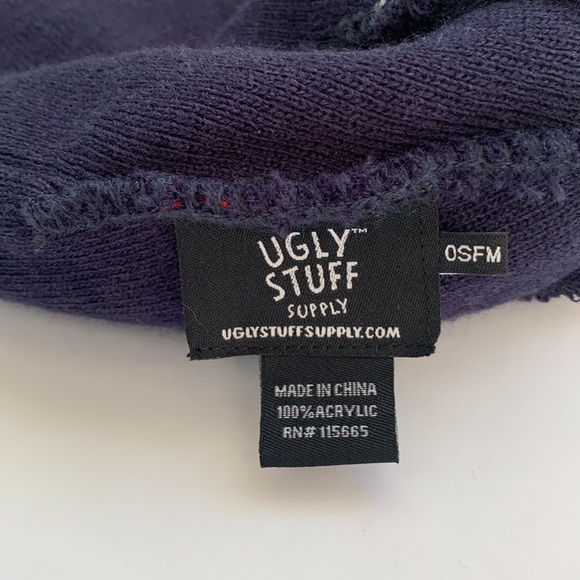 UGLY™
STUFF
SUPPLY
UGLYSTUFFSUPPLY.COM
OSFM
MADE IN CHINA
100%ACRYLIC
RN# 115665